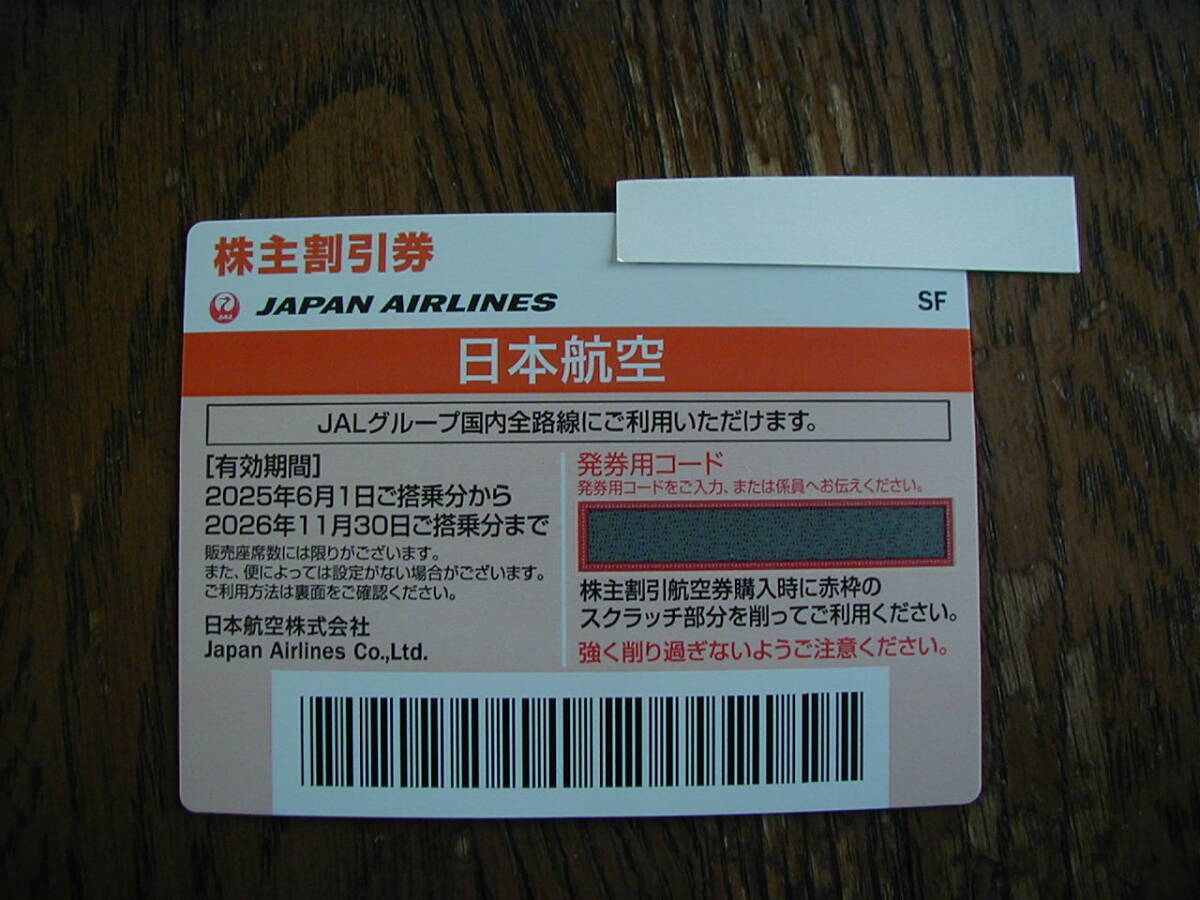 株主割引券
JAL
JAPAN AIRLINES
SF
日本航空
JALグループ国内全路線にご利用いただけます。
[有効期間]
2025年6月1日ご搭乗分から
2026年11月30日ご搭乗分まで
販売座席数には限りがございます。
また、便によっては設定がない場合がございます。
ご利用方法は裏面をご確認ください。
日本航空株式会社
Japan Airlines Co.,Ltd.
発券用コード
発券用コードをご入力、または係員へお伝えください。
株主割引航空券購入時に赤枠の
スクラッチ部分を削ってご利用ください。
強く削り過ぎないようご注意ください。